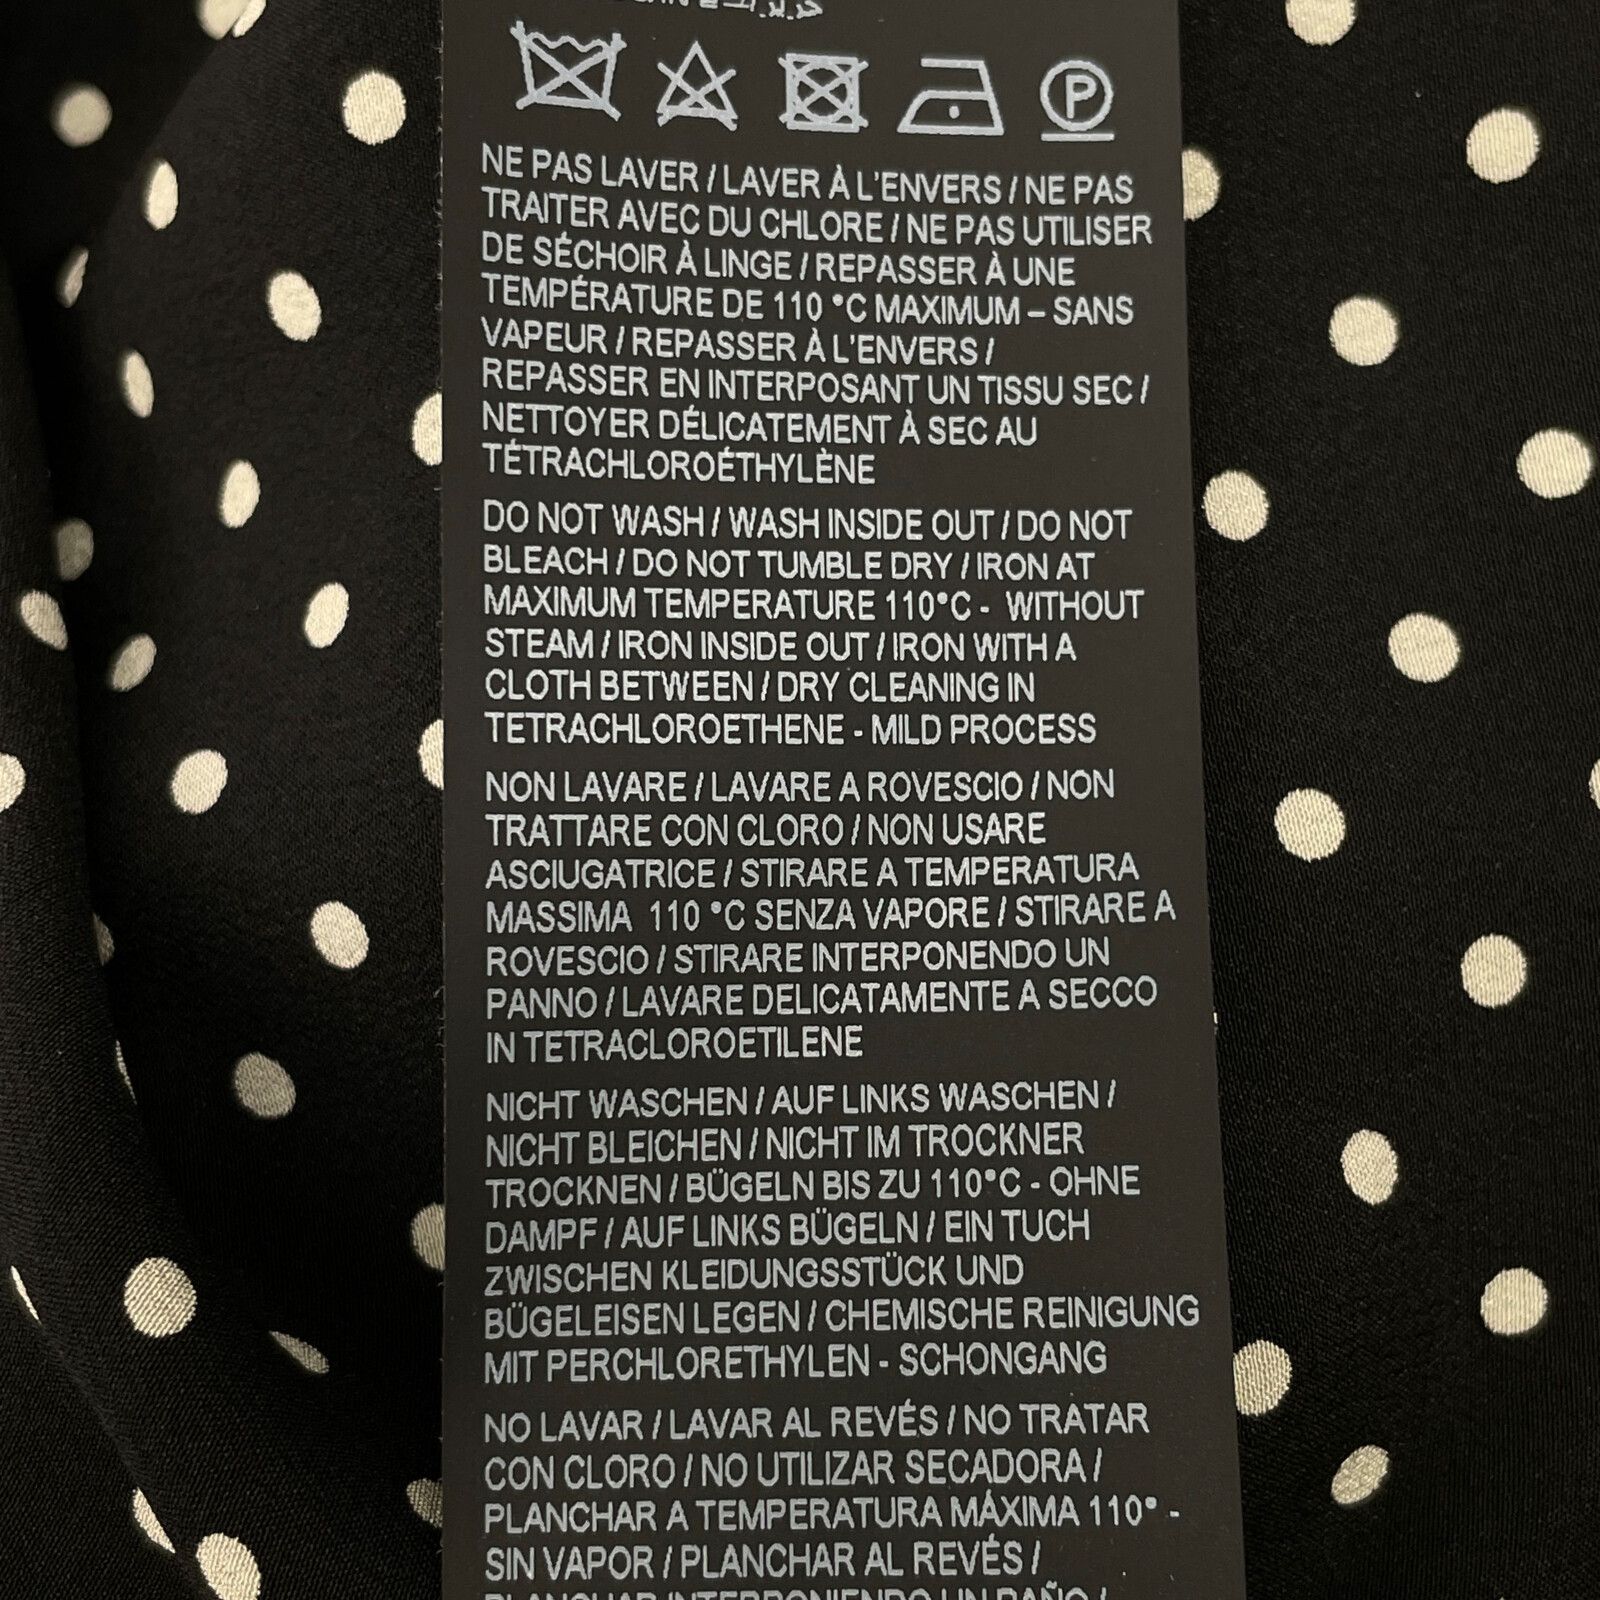 P
NE PAS LAVER / LAVER À L'ENVERS / NE PAS
TRAITER AVEC DU CHLORE / NE PAS UTILISER
DE SÉCHOIR À LINGE / REPASSER À UNE
TEMPÉRATURE DE 110 °C MAXIMUM – SANS
VAPEUR / REPASSER À L'ENVERS /
REPASSER EN INTERPOSANT UN TISSU SEC /
NETTOYER DÉLICATEMENT À SEC AU
TÉTRACHLOROÉTHYLÈNE
DO NOT WASH / WASH INSIDE OUT / DO NOT
BLEACH / DO NOT TUMBLE DRY / IRON AT
MAXIMUM TEMPERATURE 110°C - WITHOUT
STEAM / IRON INSIDE OUT / IRON WITH A
CLOTH BETWEEN / DRY CLEANING IN
TETRACHLOROETHENE - MILD PROCESS
NON LAVARE / LAVARE A ROVESCIO / NON
TRATTARE CON CLORO / NON USARE
ASCIUGATRICE / STIRARE A TEMPERATURA
MASSIMA 110 °C SENZA VAPORE / STIRARE A
ROVESCIO / STIRARE INTERPONENDO UN
PANNO / LAVARE DELICATAMENTE A SECCO
IN TETRACLOROETILENE
NICHT WASCHEN / AUF LINKS WASCHEN /
NICHT BLEICHEN / NICHT IM TROCKNER
TROCKNEN / BÜGELN BIS ZU 110°C - OHNE
DAMPF / AUF LINKS BÜGELN / EIN TUCH
ZWISCHEN KLEIDUNGSSTÜCK UND
BÜGELEISEN LEGEN / CHEMISCHE REINIGUNG
MIT PERCHLORETHYLEN - SCHONGANG
NO LAVAR / LAVAR AL REVÉS / NO TRATAR
CON CLORO / NO UTILIZAR SECADORA /
PLANCHAR A TEMPERATURA MÁXIMA 110° -
SIN VAPOR / PLANCHAR AL REVÉS /
PLANCHAR INTERPONIENDO UN PAÑO /